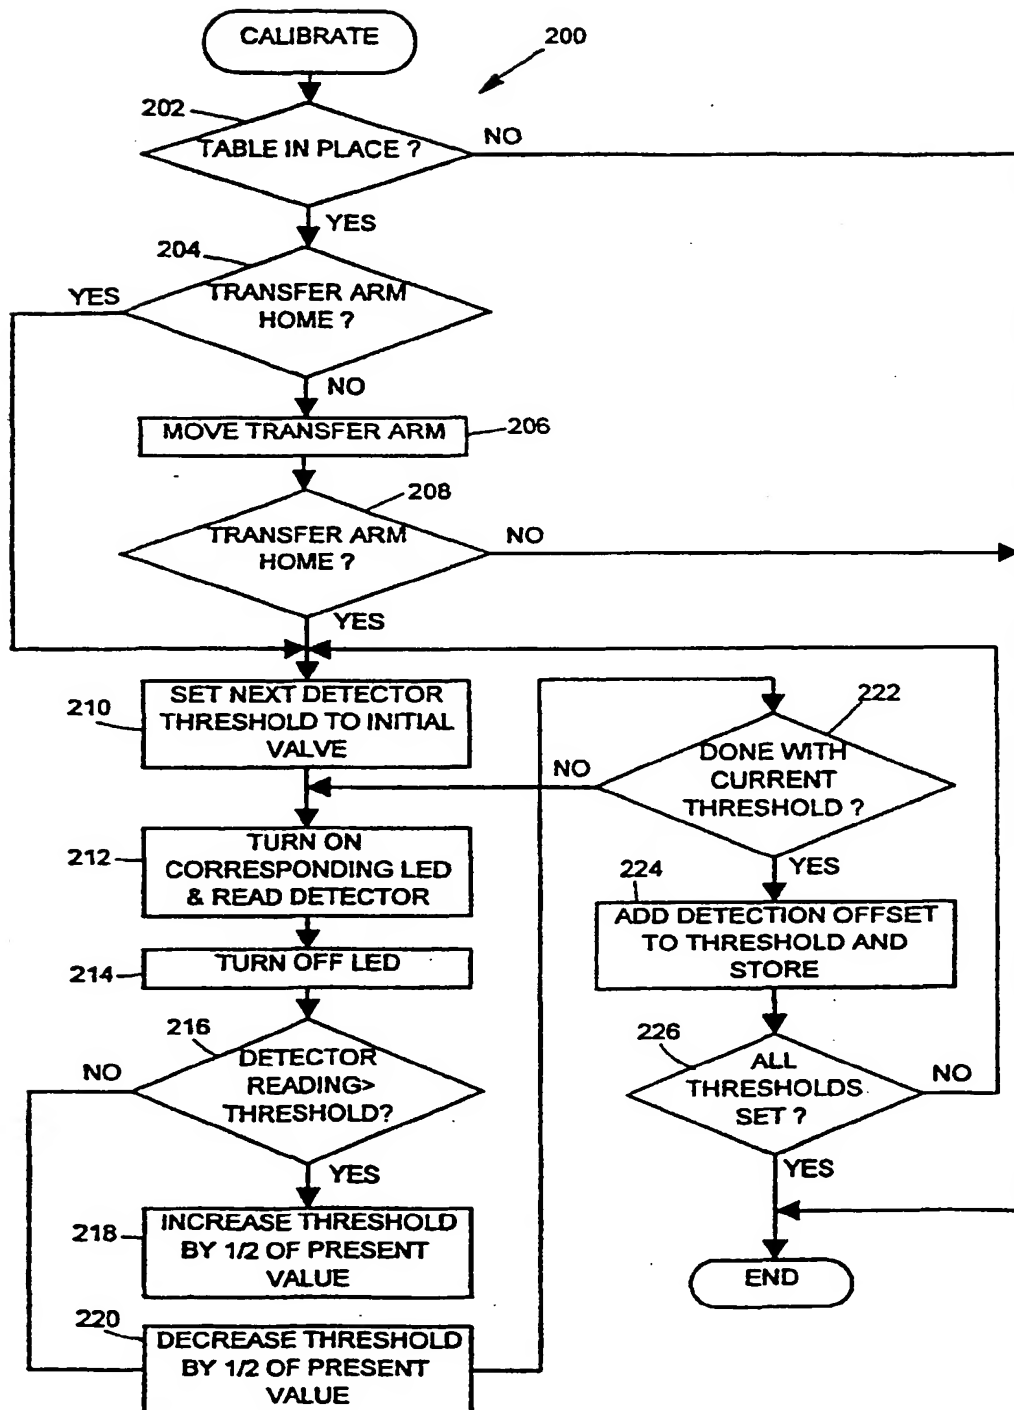 CALIBRATE
200
202
TABLE IN PLACE ?
NO
YES
204
YES
TRANSFER ARM
HOME ?
NO
MOVE TRANSFER ARM
206
208
TRANSFER ARM
HOME ?
NO
YES
210
SET NEXT DETECTOR
THRESHOLD TO INITIAL
VALVE
212
TURN ON
CORRESPONDING LED
& READ DETECTOR
214
TURN OFF LED
216
NO
DETECTOR
READING>
THRESHOLD?
YES
218
INCREASE THRESHOLD
BY 1/2 OF PRESENT
VALUE
220
DECREASE THRESHOLD
BY 1/2 OF PRESENT
VALUE
222
NO
DONE WITH
CURRENT
THRESHOLD ?
YES
224
ADD DETECTION OFFSET
TO THRESHOLD AND
STORE
226
ALL
THRESHOLDS
SET ?
NO
YES
END